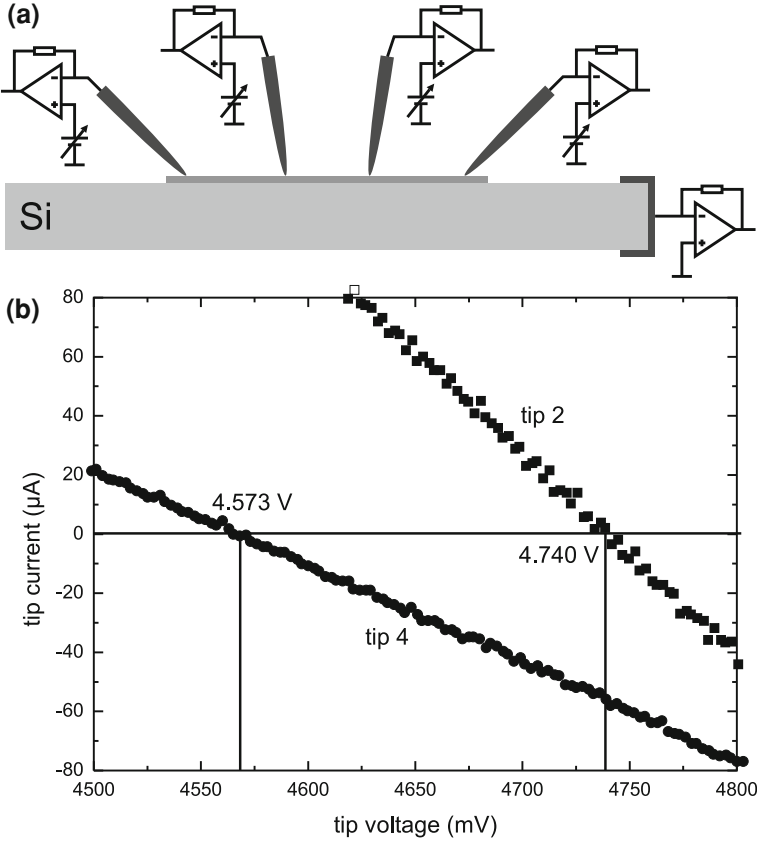 (a)
- + - + - + - +
Si
- +
(b)
80
60
tip 2
40
20
4.573 V
0
4.740 V
tip current (µA)
-20
tip 4
-40
-60
-80
4500 4550 4600 4650 4700 4750 4800
tip voltage (mV)